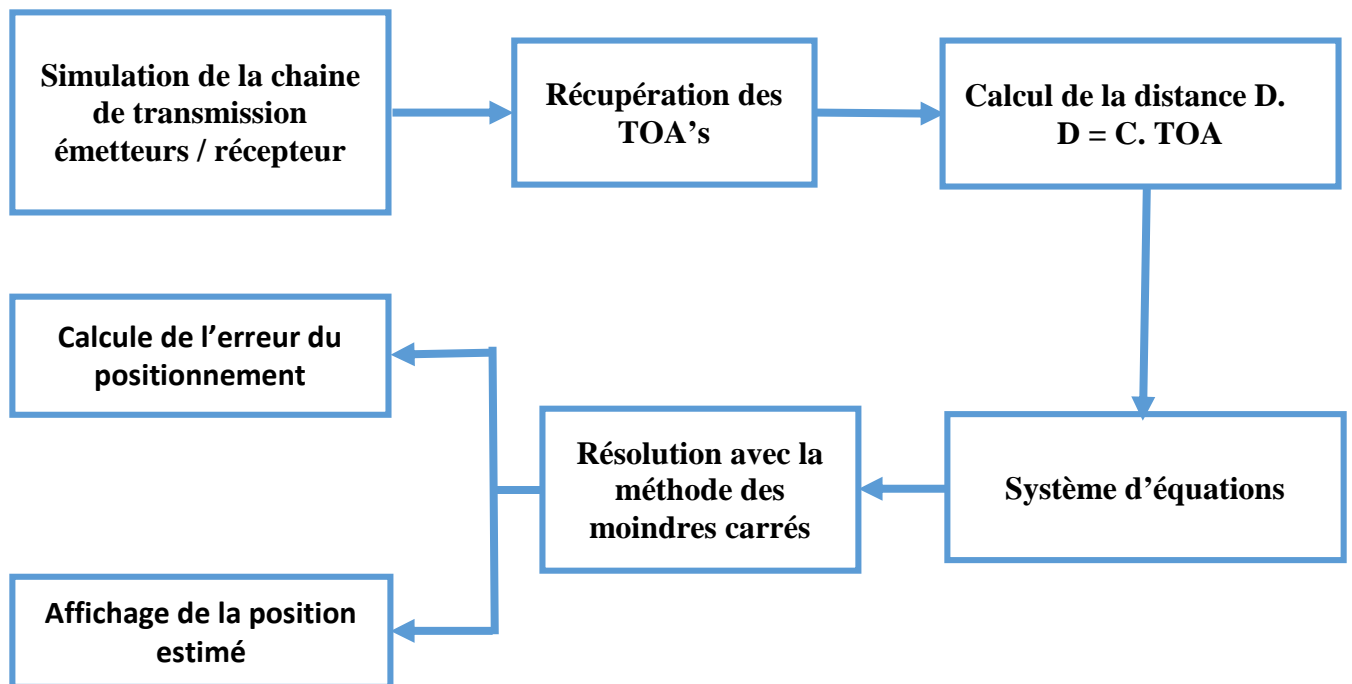 Simulation de la chaine
de transmission
émetteurs / récepteur
Récupération des
TOA’s
Calcul de la distance D.
D = C. TOA
Système d’équations
Résolution avec la
méthode des
moindres carrés
Calcule de l’erreur du
positionnement
Affichage de la position
estimé